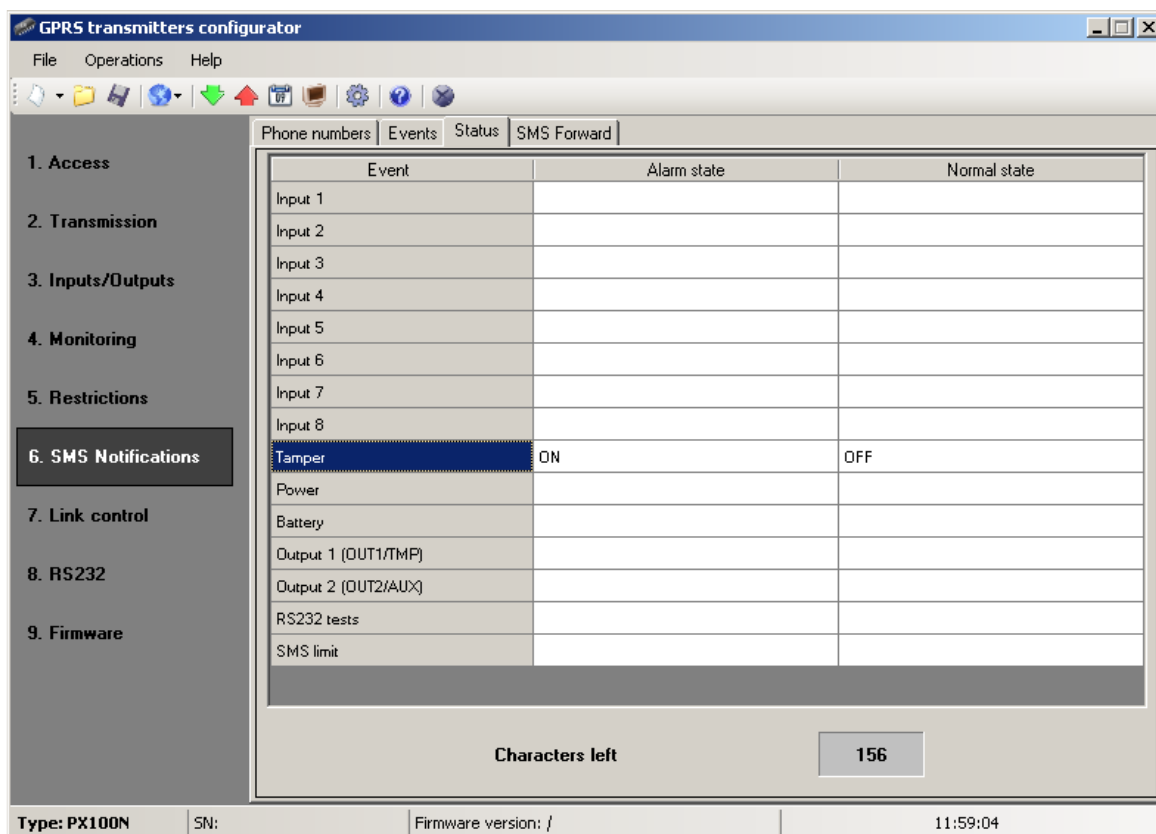 GPRS transmitters configurator
File Operations Help
Phone numbers Events Status SMS Forward
1. Access
2. Transmission
3. Inputs/Outputs
4. Monitoring
5. Restrictions
6. SMS Notifications
7. Link control
8. RS232
9. Firmware
Event Alarm state Normal state
Input 1
Input 2
Input 3
Input 4
Input 5
Input 6
Input 7
Input 8
Tamper ON OFF
Power
Battery
Output 1 (OUT1/TMP)
Output 2 (OUT2/AUX)
RS232 tests
SMS limit
Characters left 156
Type: PX100N SN: Firmware version: / 11:59:04